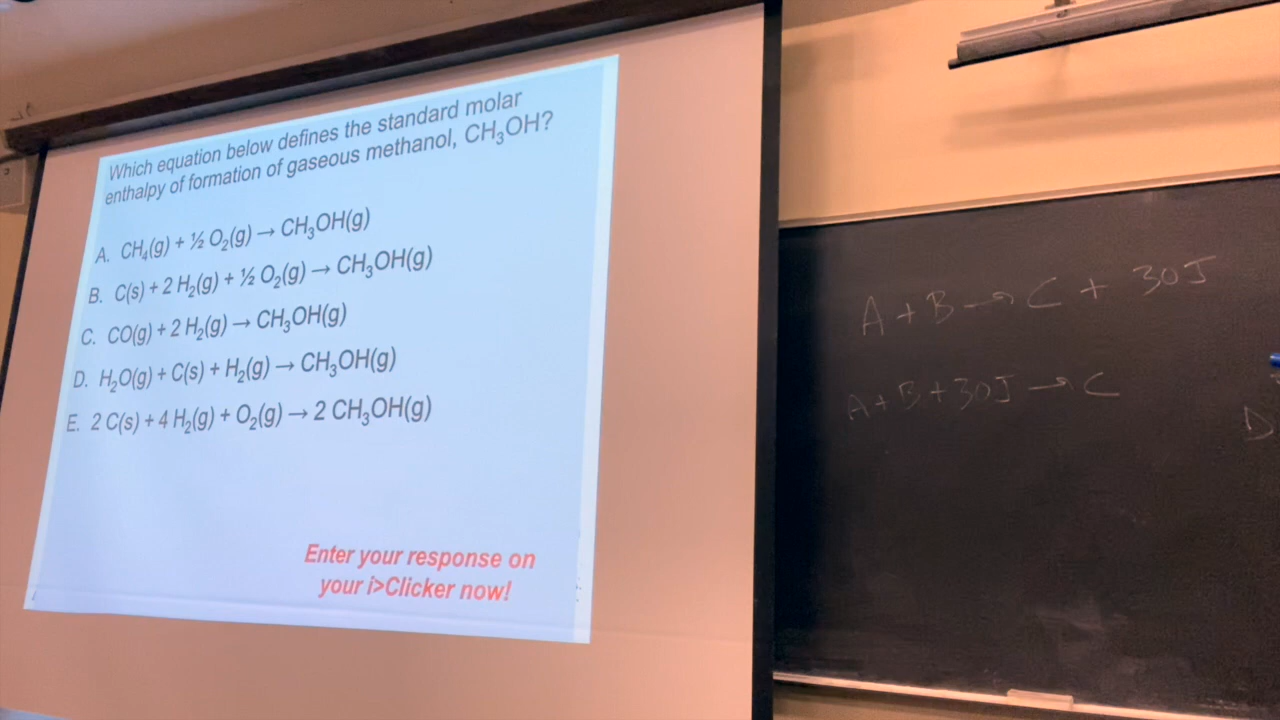 Which equation below defines the standard molar
enthalpy of formation of gaseous methanol, CH₃OH?
A. CH₄(g) + ½ O₂(g) → CH₃OH(g)
B. C(s) + 2 H₂(g) + ½ O₂(g) → CH₃OH(g)
C. CO(g) + 2 H₂(g) → CH₃OH(g)
D. H₂O(g) + C(s) + H₂(g) → CH₃OH(g)
E. 2 C(s) + 4 H₂(g) + O₂(g) → 2 CH₃OH(g)
Enter your response on
your i>Clicker now!
A + B → C + 30J
A + B + 30J → C
D